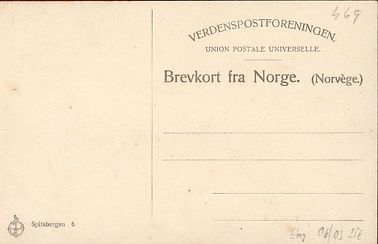 469
VERDENSPOSTFORENINGEN.
UNION POSTALE UNIVERSELLE.
Brevkort fra Norge. (Norvège.)
Spitsbergen 6